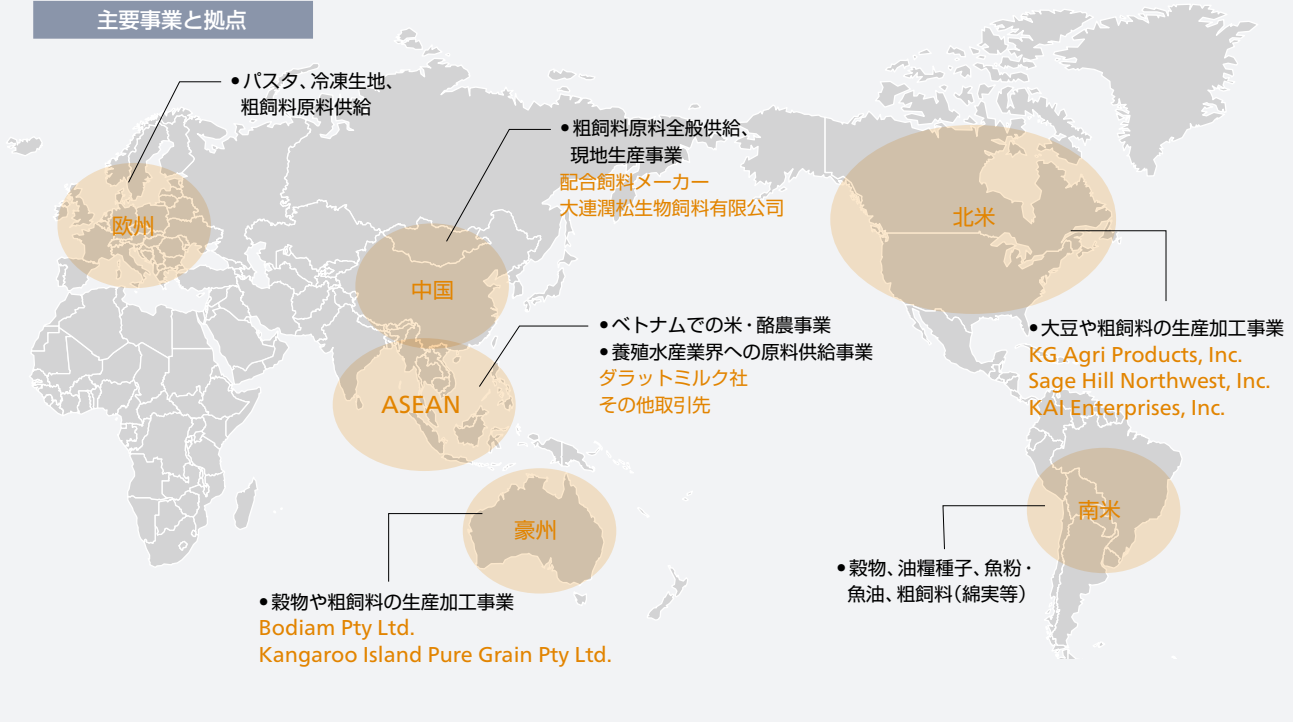 主要事業と拠点
●パスタ、冷凍生地、
粗飼料原料供給
●粗飼料原料全般供給、
現地生産事業
配合飼料メーカー
大連潤松生物飼料有限公司
欧州
中国
北米
●ベトナムでの米・酪農事業
●養殖水産業界への原料供給事業
ダラットミルク社
その他取引先
ASEAN
●大豆や粗飼料の生産加工事業
KG Agri Products, Inc.
Sage Hill Northwest, Inc.
KAI Enterprises, Inc.
豪州
南米
●穀物や粗飼料の生産加工事業
Bodiam Pty Ltd.
Kangaroo Island Pure Grain Pty Ltd.
●穀物、油糧種子、魚粉・
魚油、粗飼料（綿実等）